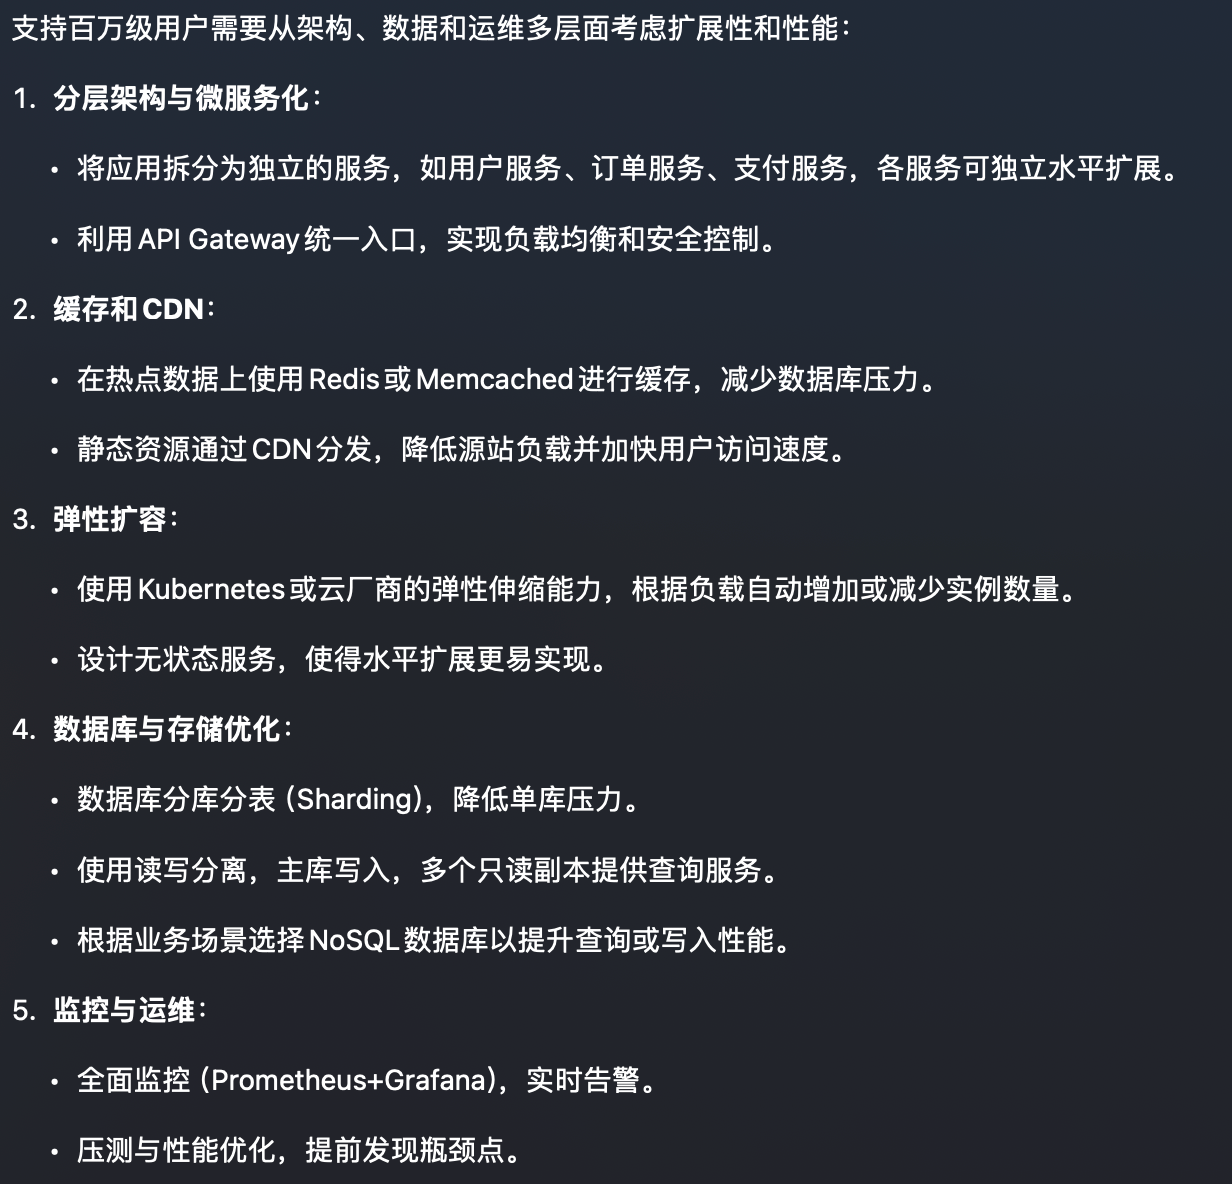 支持百万级用户需要从架构、数据和运维多层面考虑扩展性和性能：
1. 分层架构与微服务化：
• 将应用拆分为独立的服务，如用户服务、订单服务、支付服务，各服务可独立水平扩展。
• 利用 API Gateway 统一入口，实现负载均衡和安全控制。
2. 缓存和 CDN：
• 在热点数据上使用 Redis 或 Memcached 进行缓存，减少数据库压力。
• 静态资源通过 CDN 分发，降低源站负载并加快用户访问速度。
3. 弹性扩容：
• 使用 Kubernetes 或云厂商的弹性伸缩能力，根据负载自动增加或减少实例数量。
• 设计无状态服务，使得水平扩展更易实现。
4. 数据库与存储优化：
• 数据库分库分表（Sharding），降低单库压力。
• 使用读写分离，主库写入，多个只读副本提供查询服务。
• 根据业务场景选择 NoSQL 数据库以提升查询或写入性能。
5. 监控与运维：
• 全面监控（Prometheus+Grafana），实时告警。
• 压测与性能优化，提前发现瓶颈点。